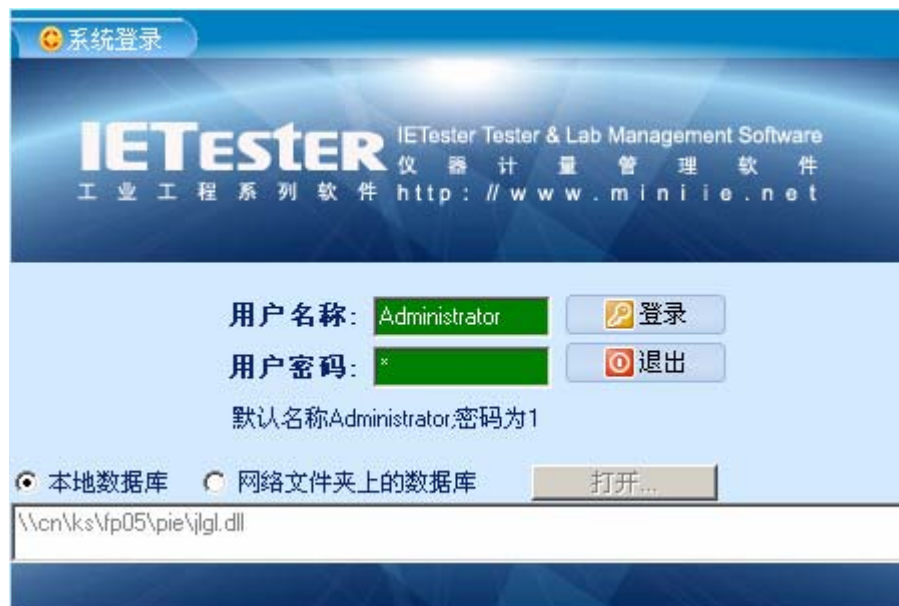 系统登录
IETESTER IETester Tester & Lab Management Software
仪器计量管理软件
工业工程系列软件 http://www.miniie.net
用户名称: Administrator 登录
用户密码: * 退出
默认名称Administrator,密码为1
本地数据库 网络文件夹上的数据库 打开...
\\cn\ks\fp05\pie\jlgl.dll